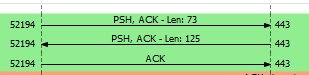 52194 PSH, ACK - Len: 73 443
52194 PSH, ACK - Len: 125 443
52194 ACK 443